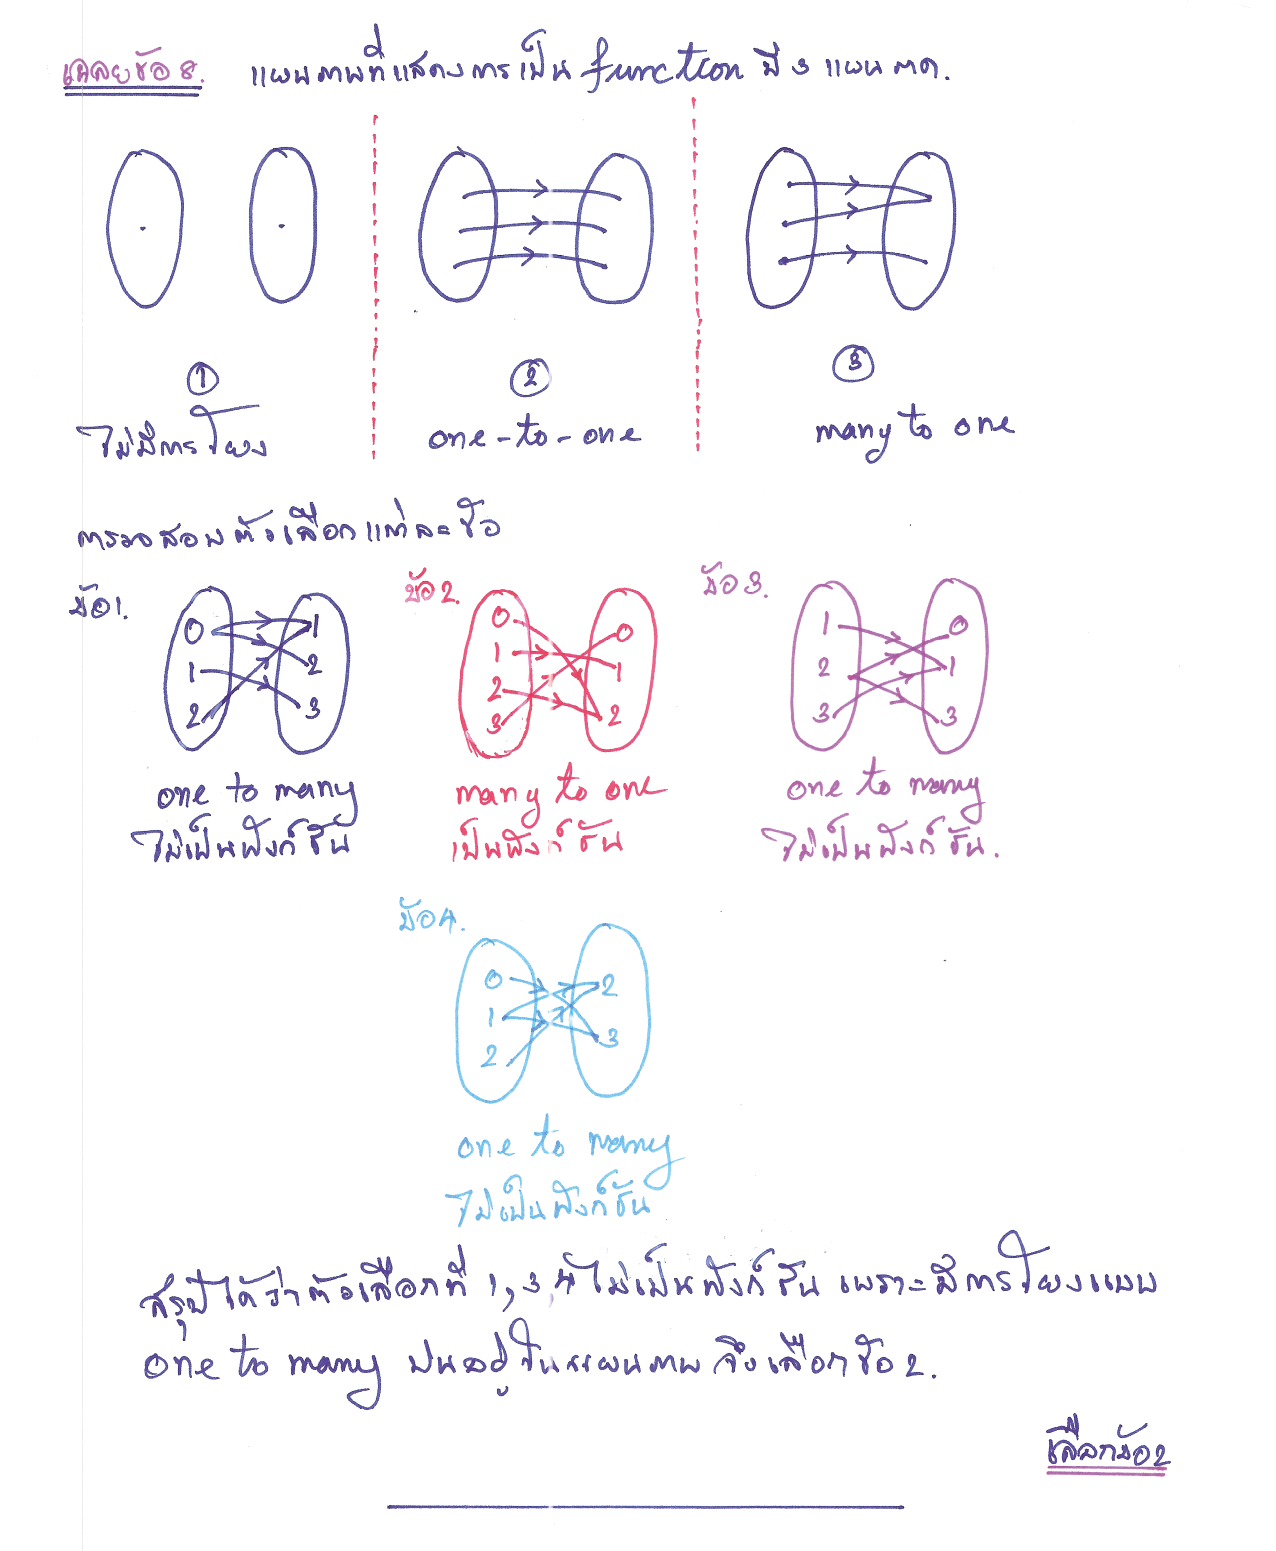 เฉลยข้อ 8. แผนภาพที่แสดงการเป็น function มี 3 แผนภาพ.
① ② ③
ไม่มีการโยง one-to-one many to one
ตรวจสอบตัวเลือกแต่ละข้อ
ข้อ1. ข้อ2. ข้อ3.
0 1 0 0 1 0
1 2 1 1 2 1
2 3 2 2 3 3
3
one to many many to one one to many
ไม่เป็นฟังก์ชัน เป็นฟังก์ชัน ไม่เป็นฟังก์ชัน.
ข้อ4.
0 2
1 3
2
one to many
ไม่เป็นฟังก์ชัน
สรุปได้ว่าตัวเลือกที่ 1, 3, 4 ไม่เป็นฟังก์ชัน เพราะมีการโยงแบบ
one to many ปนอยู่ในแผนภาพ จึงเลือกข้อ 2.
เลือกข้อ2